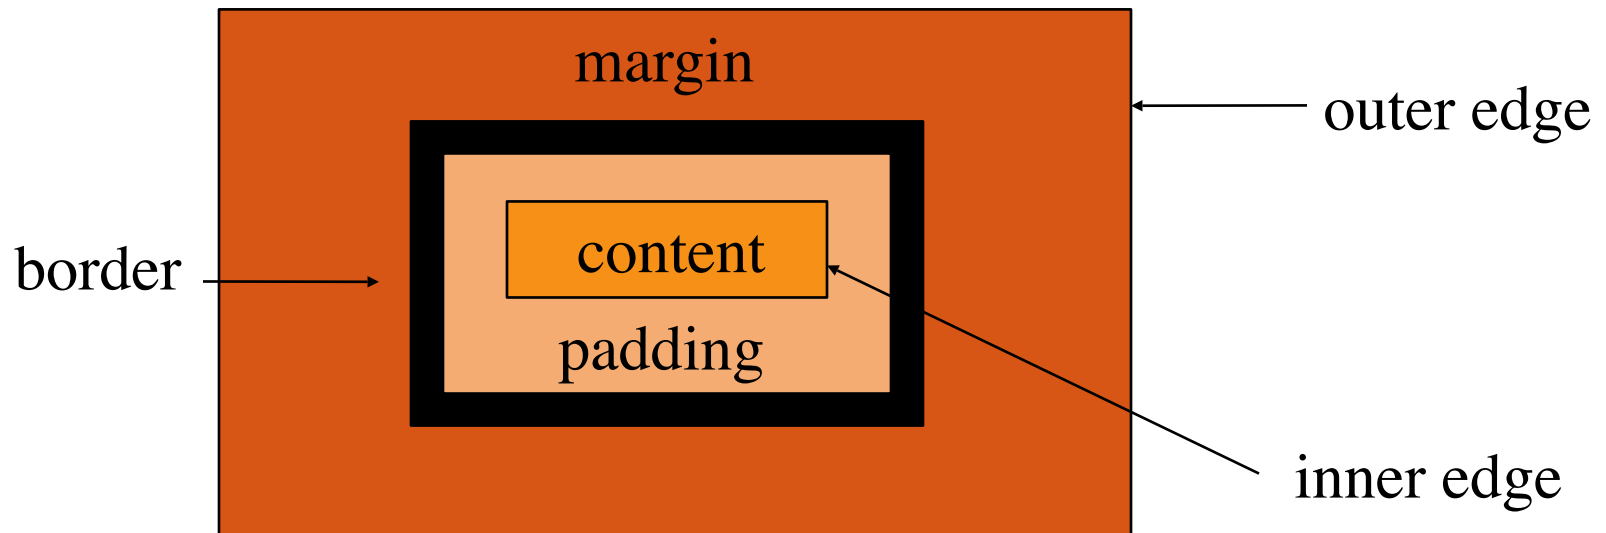 margin
outer edge
border
content
padding
inner edge